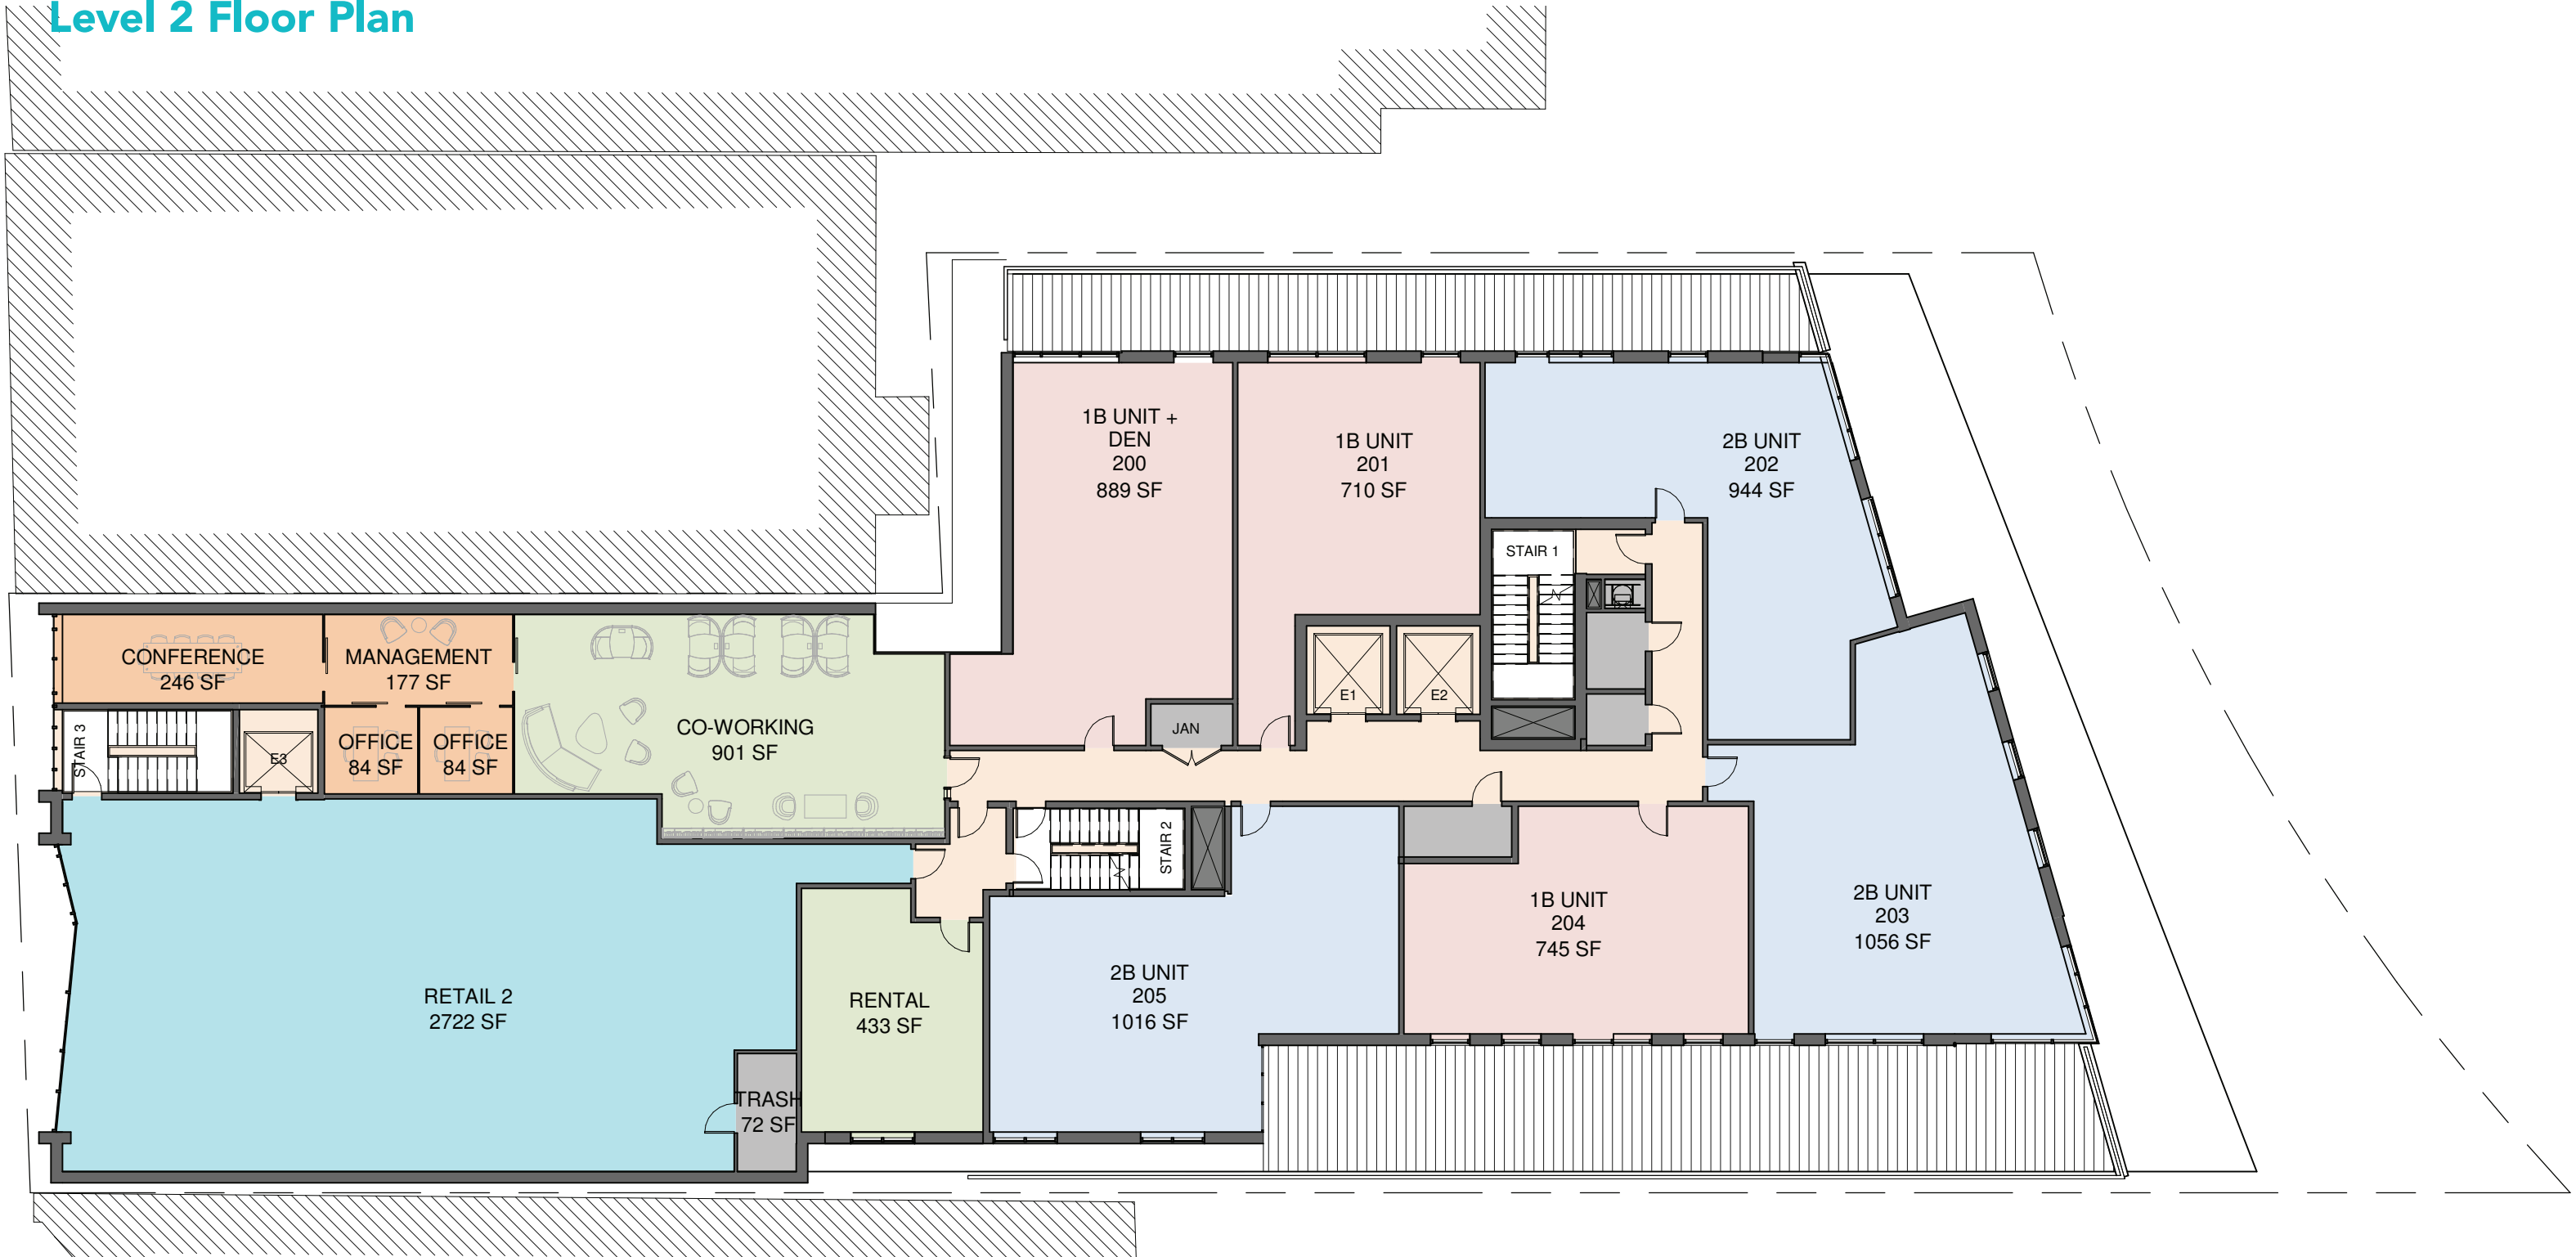 Level 2 Floor Plan
1B UNIT +
DEN
200
889 SF
1B UNIT
201
710 SF
2B UNIT
202
944 SF
STAIR 1
E1
E2
CONFERENCE
246 SF
MANAGEMENT
177 SF
STAIR 3
E3
OFFICE
84 SF
OFFICE
84 SF
CO-WORKING
901 SF
JAN
STAIR 2
1B UNIT
204
745 SF
2B UNIT
203
1056 SF
2B UNIT
205
1016 SF
RETAIL 2
2722 SF
RENTAL
433 SF
TRASH
72 SF